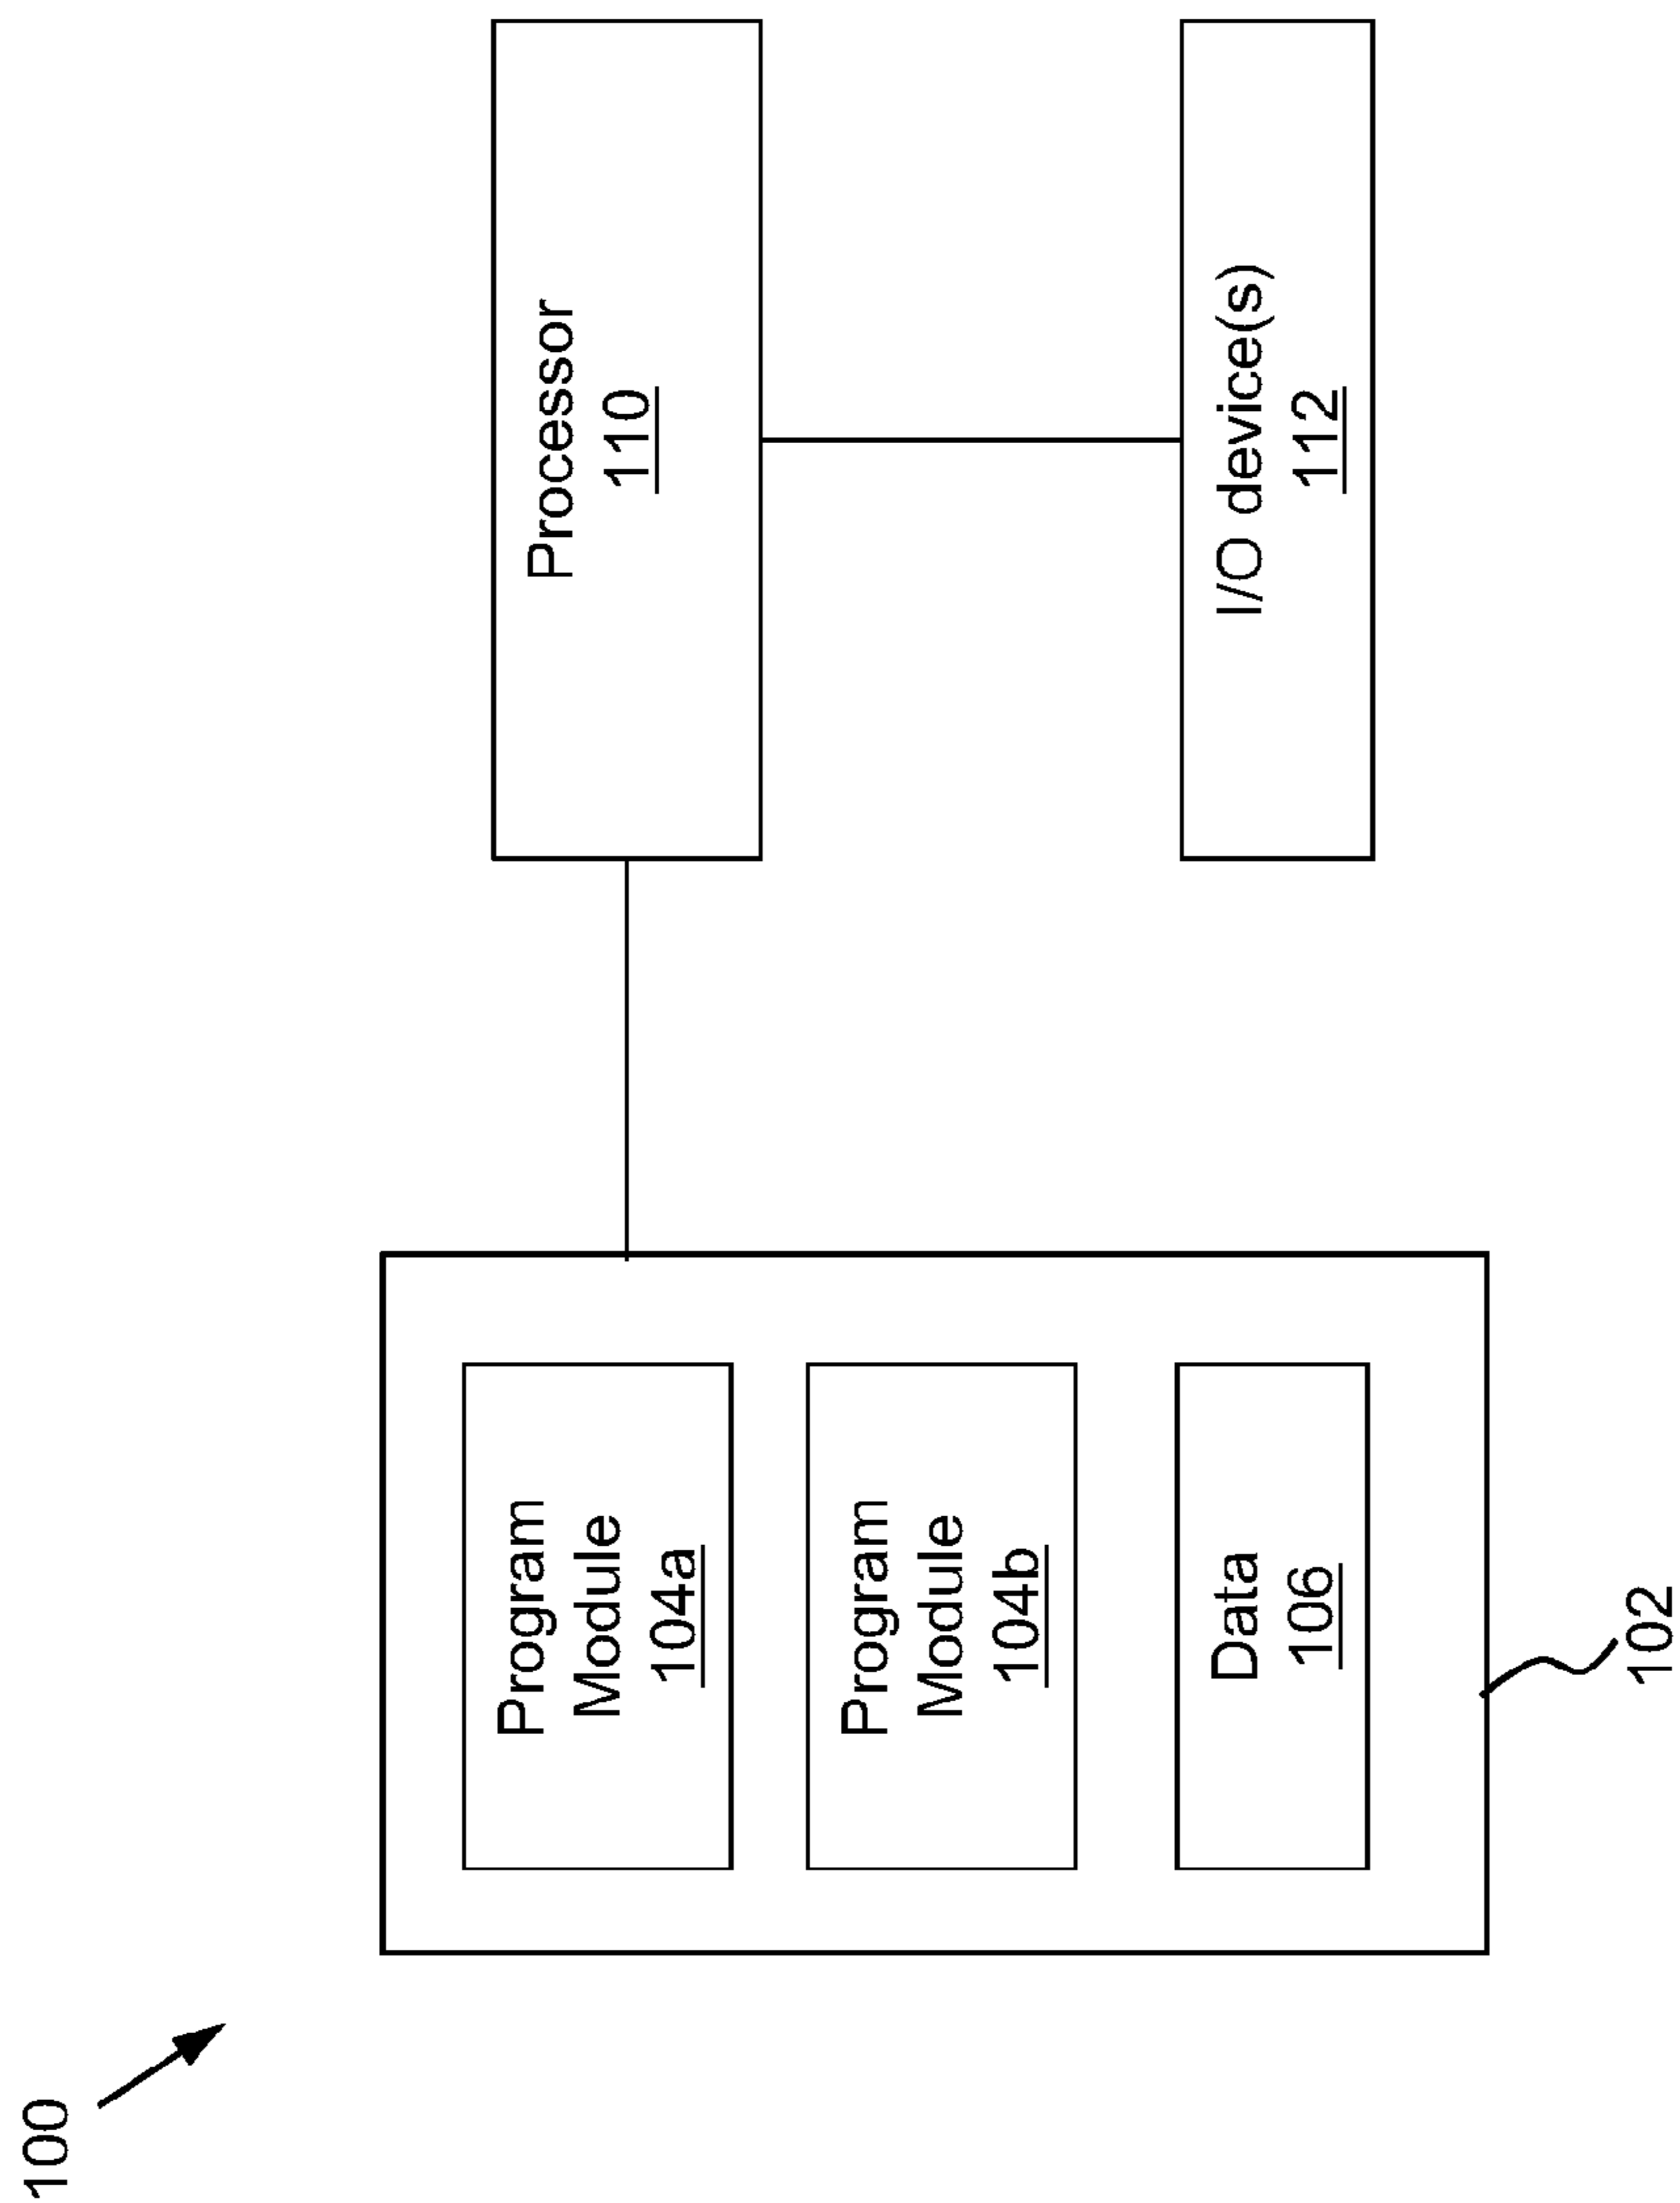 100
Program
Module
104a
Program
Module
104b
Data
106
102
Processor
110
I/O device(s)
112